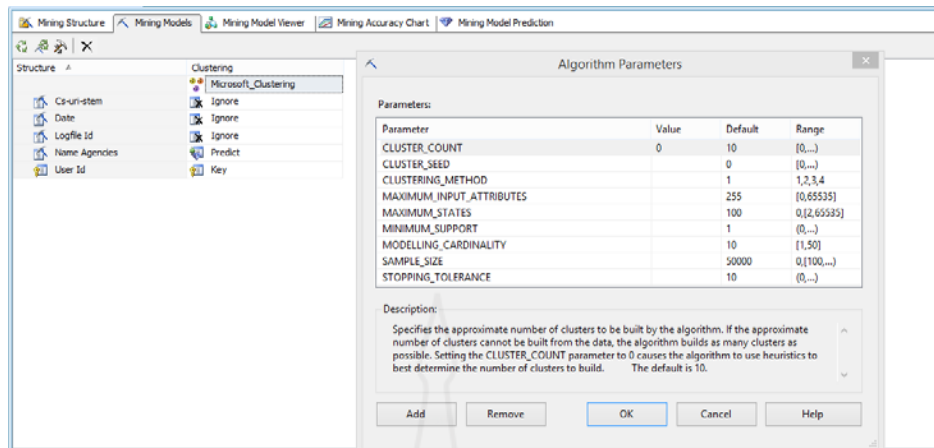 Mining Structure Mining Models Mining Model Viewer Mining Accuracy Chart Mining Model Prediction
Structure Clustering
Microsoft_Clustering
Cs-uri-stem Ignore
Date Ignore
Logfile Id Ignore
Name Agencies Predict
User Id Key
Algorithm Parameters
Parameters:
Parameter Value Default Range
CLUSTER_COUNT 0 10 [0,...)
CLUSTER_SEED 0 [0,...)
CLUSTERING_METHOD 1 1,2,3,4
MAXIMUM_INPUT_ATTRIBUTES 255 [0,65535]
MAXIMUM_STATES 100 0,[2,65535]
MINIMUM_SUPPORT 1 (0,...)
MODELLING_CARDINALITY 10 [1,50]
SAMPLE_SIZE 50000 0,[100,...)
STOPPING_TOLERANCE 10 (0,...)
Description:
Specifies the approximate number of clusters to be built by the algorithm. If the approximate
number of clusters cannot be built from the data, the algorithm builds as many clusters as
possible. Setting the CLUSTER_COUNT parameter to 0 causes the algorithm to use heuristics to
best determine the number of clusters to build. The default is 10.
Add Remove OK Cancel Help